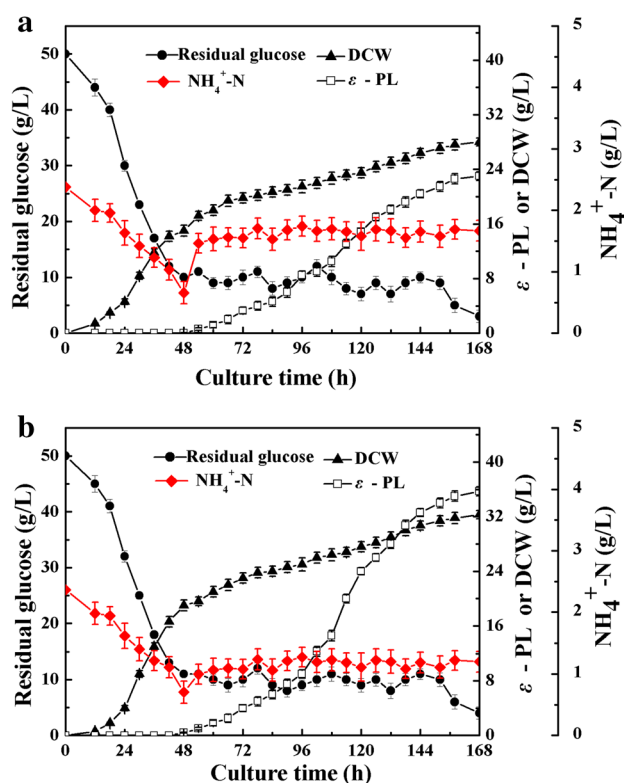 a
Residual glucose
DCW
NH₄⁺-N
ε - PL
50
40
30
20
10
0
Residual glucose (g/L)
40
32
24
16
8
0
ε - PL or DCW (g/L)
5
4
3
2
1
0
NH₄⁺-N (g/L)
0 24 48 72 96 120 144 168
Culture time (h)
b
Residual glucose
DCW
NH₄⁺-N
ε - PL
50
40
30
20
10
0
Residual glucose (g/L)
40
32
24
16
8
0
ε - PL or DCW (g/L)
5
4
3
2
1
0
NH₄⁺-N (g/L)
0 24 48 72 96 120 144 168
Culture time (h)